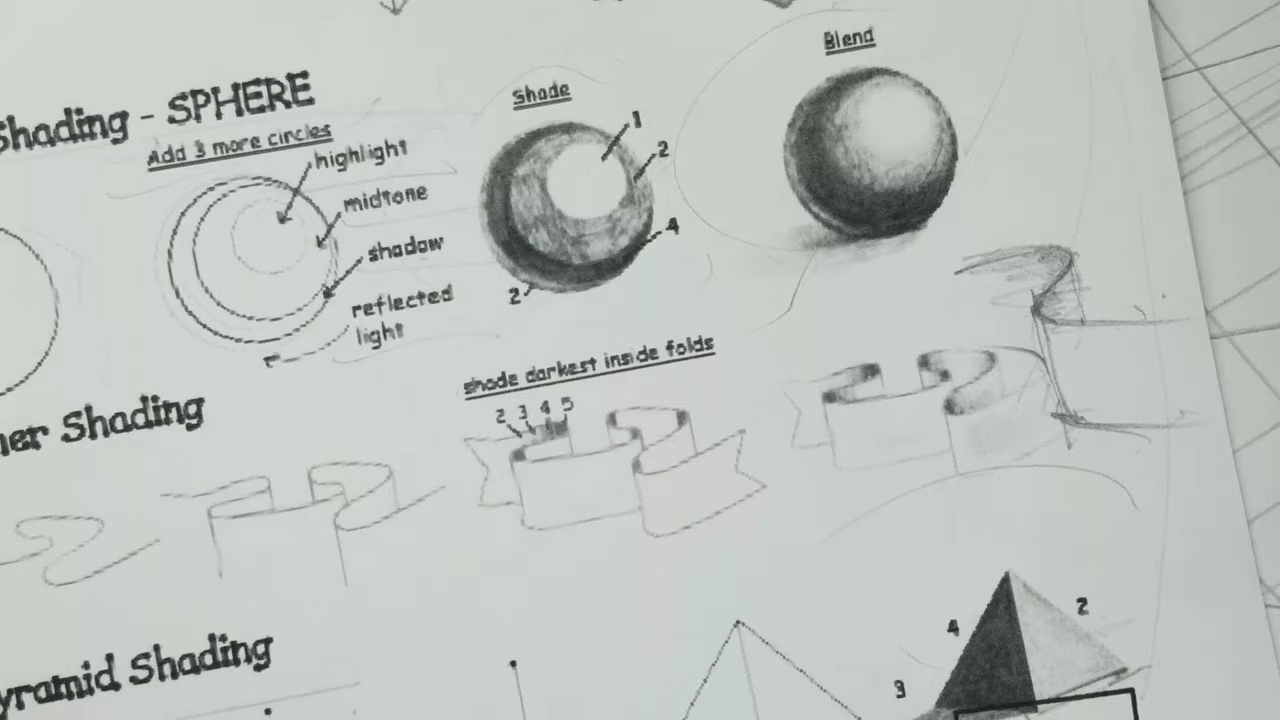 Shading - SPHERE
Add 3 more circles
highlight
midtone
shadow
reflected
light
Shade
1
2
4
2
Blend
ner Shading
shade darkest inside folds
2 3 4 5
yramid Shading
4
2
9